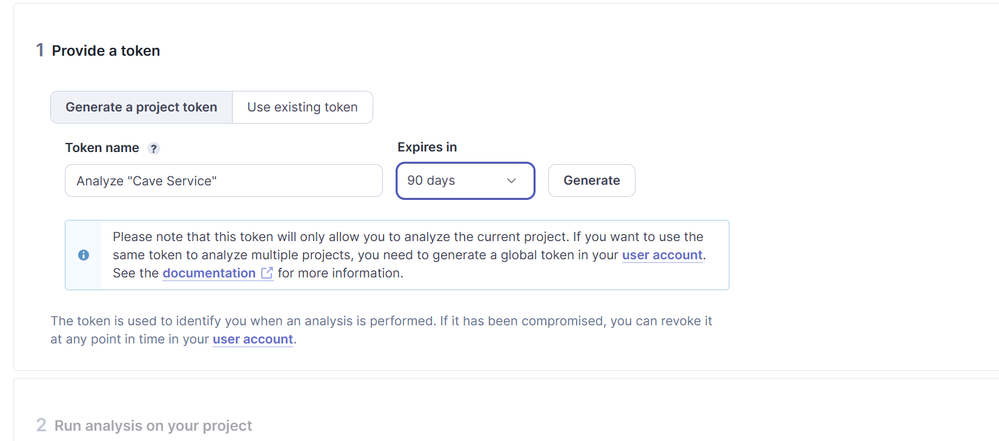 1 Provide a token
Generate a project token Use existing token
Token name ? Expires in
Analyze "Cave Service" 90 days Generate
Please note that this token will only allow you to analyze the current project. If you want to use the
same token to analyze multiple projects, you need to generate a global token in your user account.
See the documentation for more information.
The token is used to identify you when an analysis is performed. If it has been compromised, you can revoke it
at any point in time in your user account.
2 Run analysis on your project